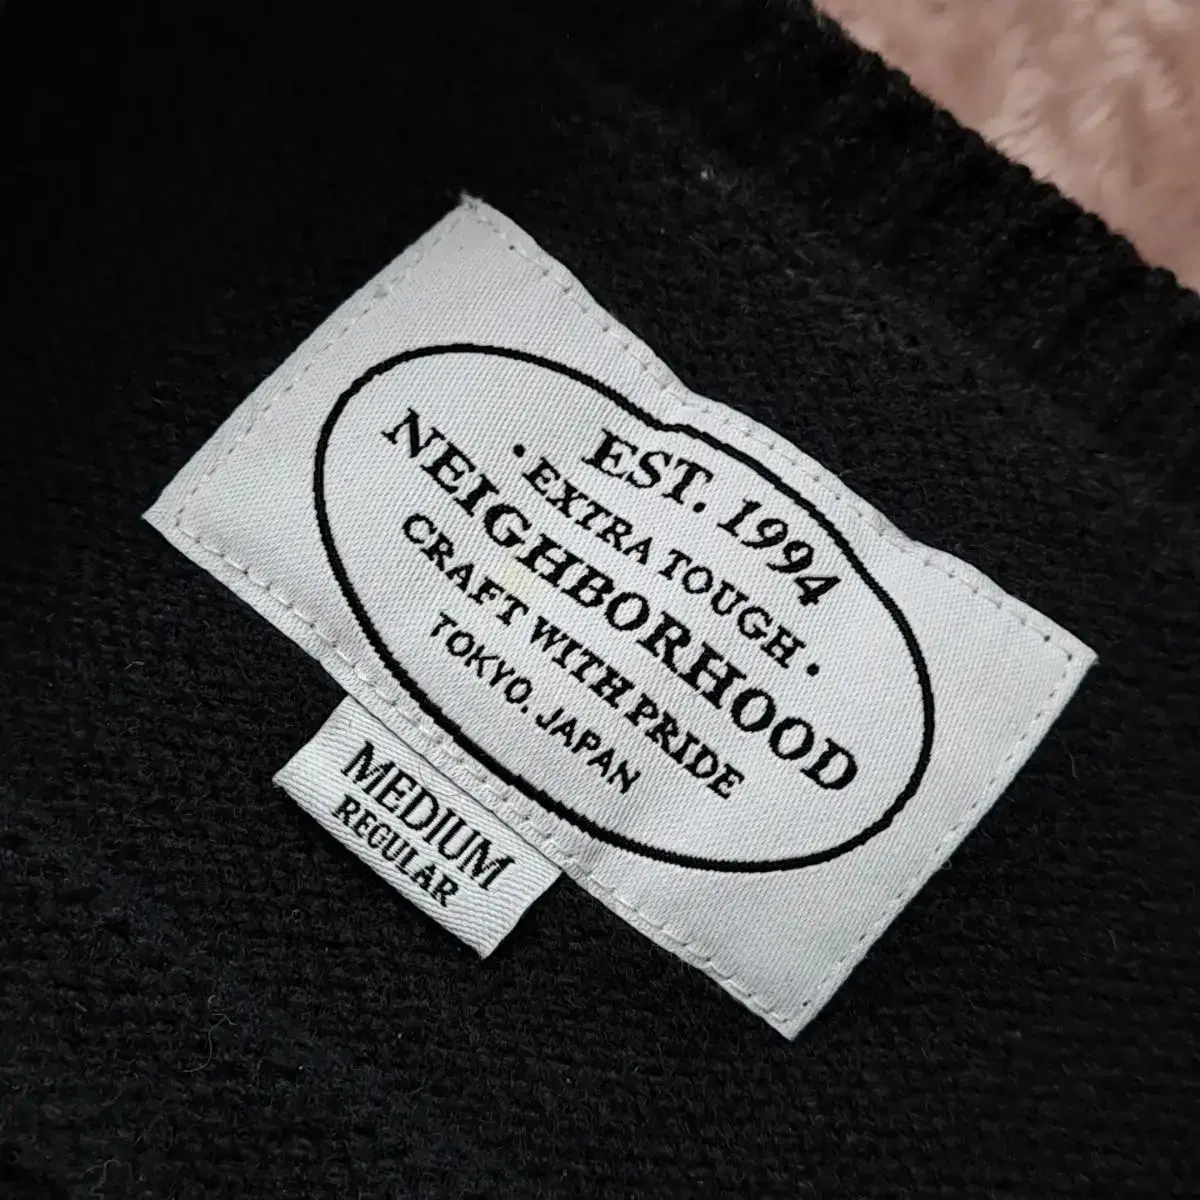 EST. 1994
· EXTRA TOUGH ·
NEIGHBORHOOD
CRAFT WITH PRIDE
TOKYO. JAPAN
MEDIUM
REGULAR